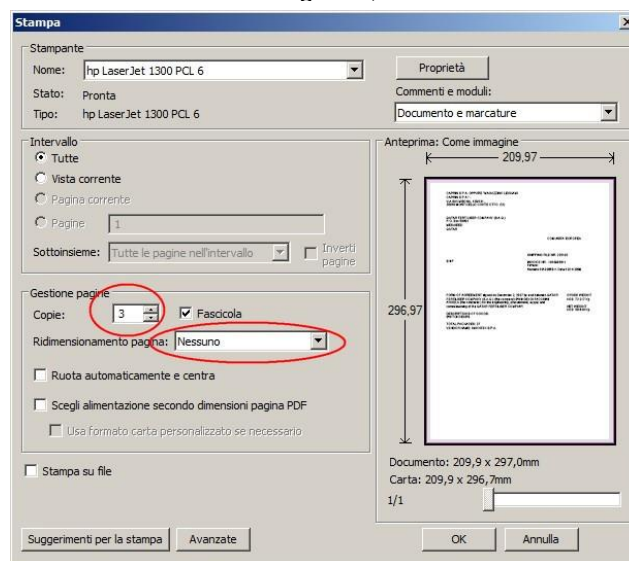 Stampa
Stampante
Nome: hp LaserJet 1300 PCL 6
Proprietà
Stato: Pronta
Commenti e moduli:
Tipo: hp LaserJet 1300 PCL 6
Documento e marcature
Intervallo
Tutte
Vista corrente
Pagina corrente
Pagine 1
Sottoinsieme: Tutte le pagine nell'intervallo
Inverti pagine
Gestione pagine
Copie: 3
Fascicola
Ridimensionamento pagina: Nessuno
Ruota automaticamente e centra
Scegli alimentazione secondo dimensioni pagina PDF
Usa formato carta personalizzato se necessario
Stampa su file
Anteprima: Come immagine
209,97
296,97
Documento: 209,9 x 297,0mm
Carta: 209,9 x 296,7mm
1/1
Suggerimenti per la stampa
Avanzate
OK
Annulla